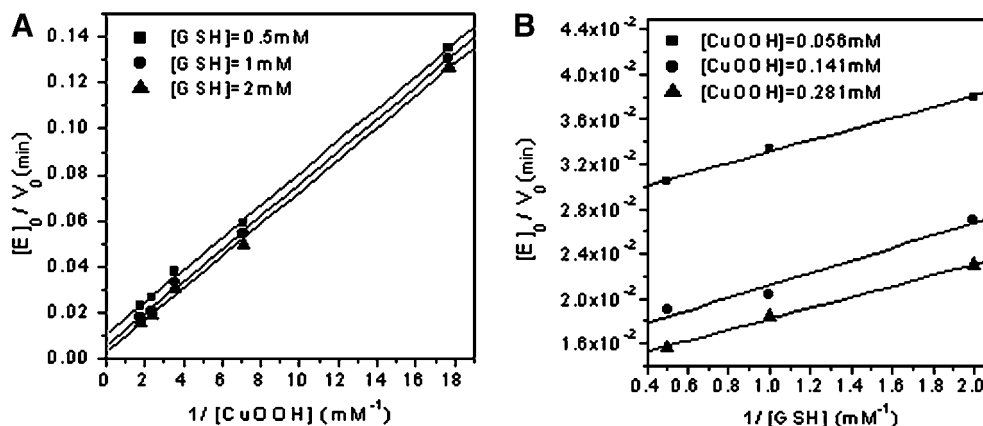 A
[GSH]=0.5mM
[GSH]=1mM
[GSH]=2mM
0.14
0.12
0.10
0.08
0.06
0.04
0.02
0.00
[E]0 / V0 (min)
0 2 4 6 8 10 12 14 16 18
1/ [CuOOH] (mM-1)
B
[CuOOH]=0.056mM
[CuOOH]=0.141mM
[CuOOH]=0.281mM
4.4x10-2
4.0x10-2
3.6x10-2
3.2x10-2
2.8x10-2
2.4x10-2
2.0x10-2
1.6x10-2
[E]0 / V0 (min)
0.4 0.6 0.8 1.0 1.2 1.4 1.6 1.8 2.0
1/ [GSH] (mM-1)